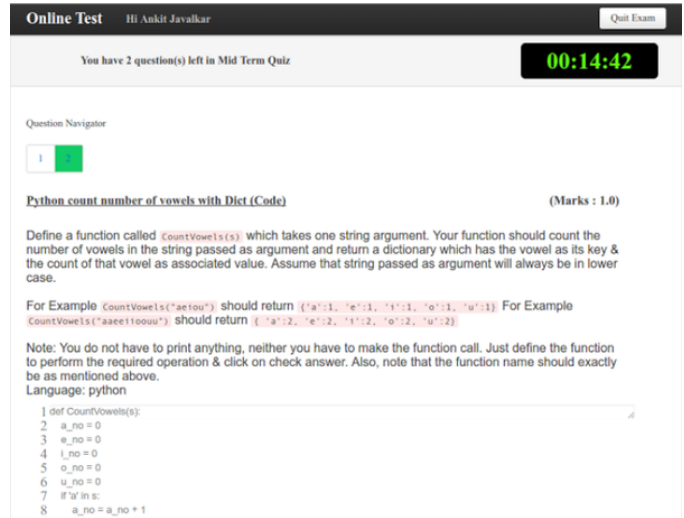 Online Test Hi Ankit Javalkar Quit Exam
You have 2 question(s) left in Mid Term Quiz 00:14:42
Question Navigator
1 2
Python count number of vowels with Dict (Code) (Marks : 1.0)
Define a function called CountVowels(s) which takes one string argument. Your function should count the
number of vowels in the string passed as argument and return a dictionary which has the vowel as its key &
the count of that vowel as associated value. Assume that string passed as argument will always be in lower
case.
For Example CountVowels("aeiou") should return {'a':1, 'e':1, 'i':1, 'o':1, 'u':1} For Example
CountVowels("aaeeiioouu") should return { 'a':2, 'e':2, 'i':2, 'o':2, 'u':2}
Note: You do not have to print anything, neither you have to make the function call. Just define the function
to perform the required operation & click on check answer. Also, note that the function name should exactly
be as mentioned above.
Language: python
1 def CountVowels(s):
2 a_no = 0
3 e_no = 0
4 i_no = 0
5 o_no = 0
6 u_no = 0
7 if 'a' in s:
8 a_no = a_no + 1